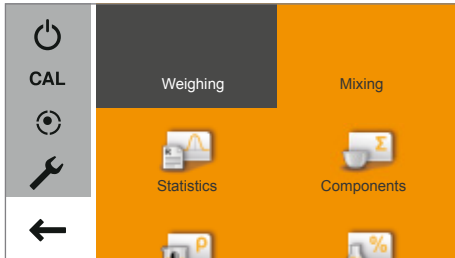 CAL
Weighing
Mixing
Σ
Statistics
Components
ρ
%